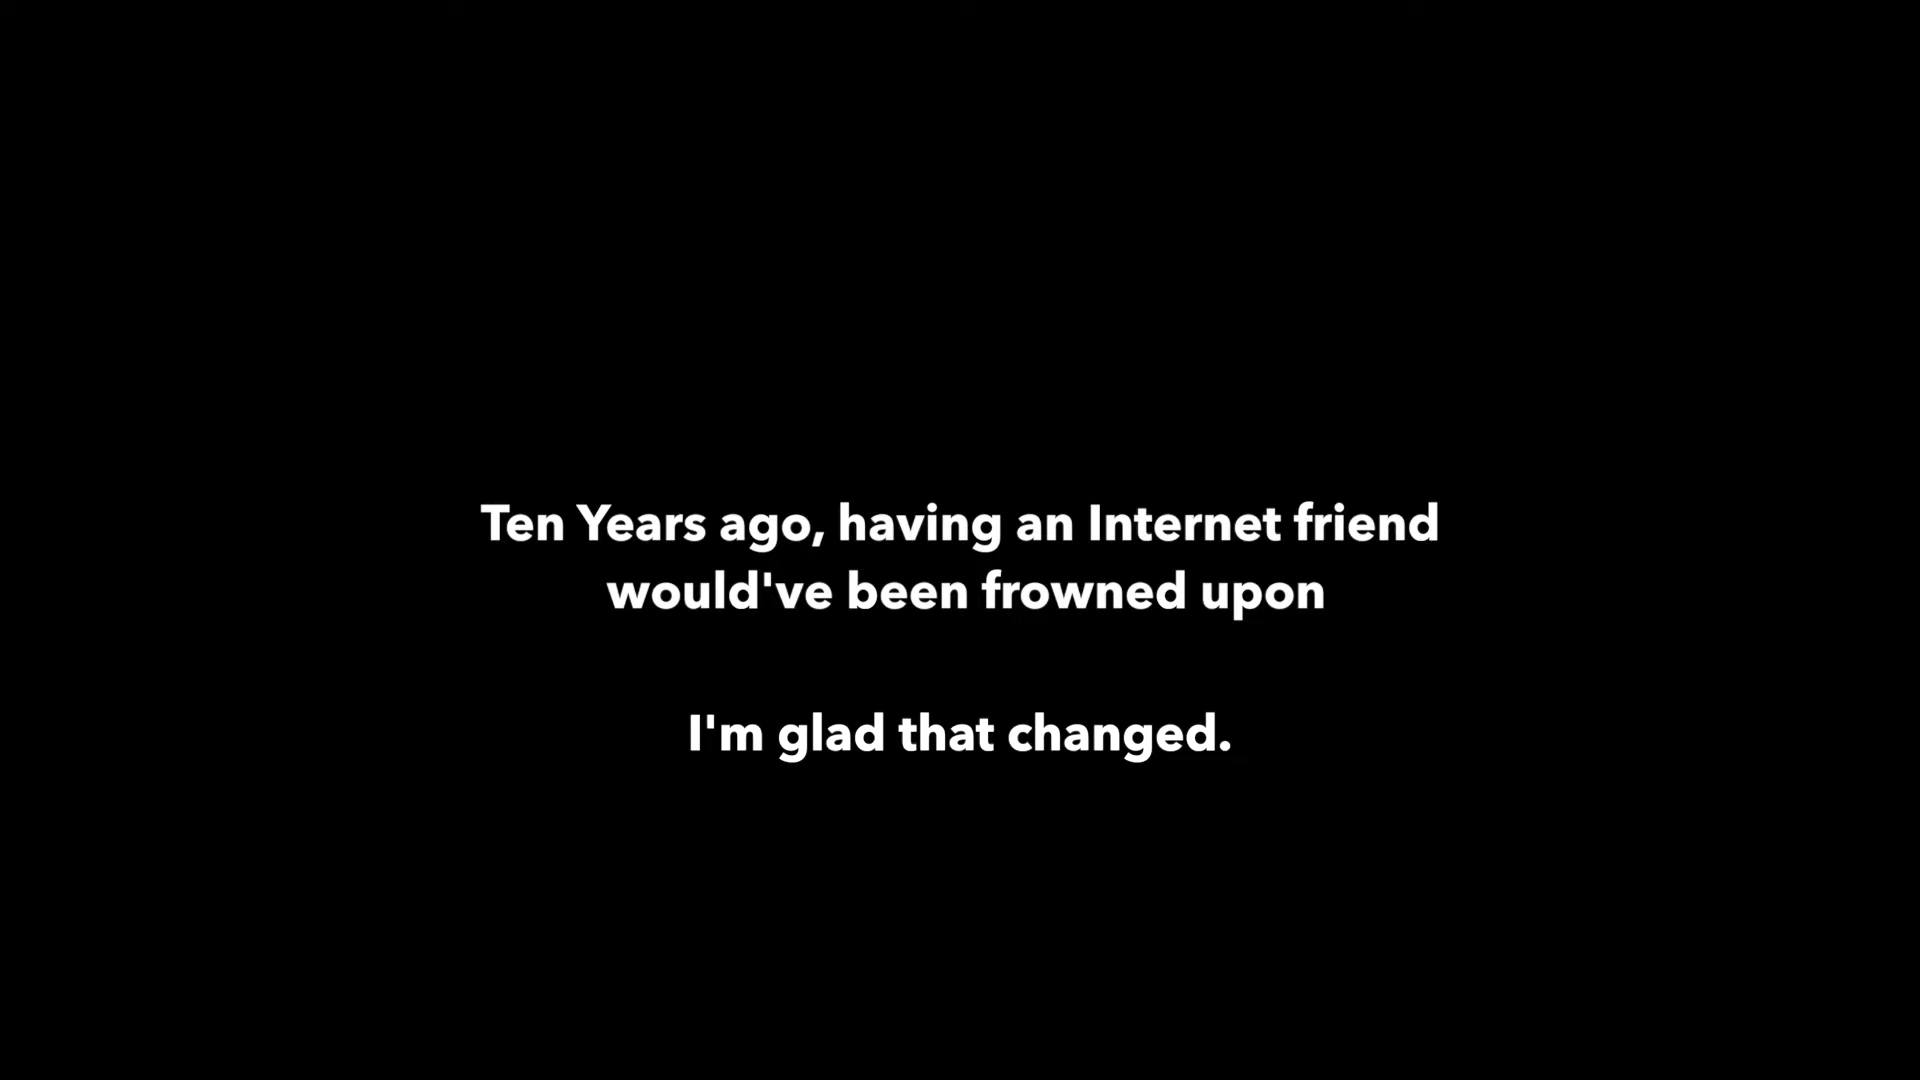 Ten Years ago, having an Internet friend
would've been frowned upon
I'm glad that changed.